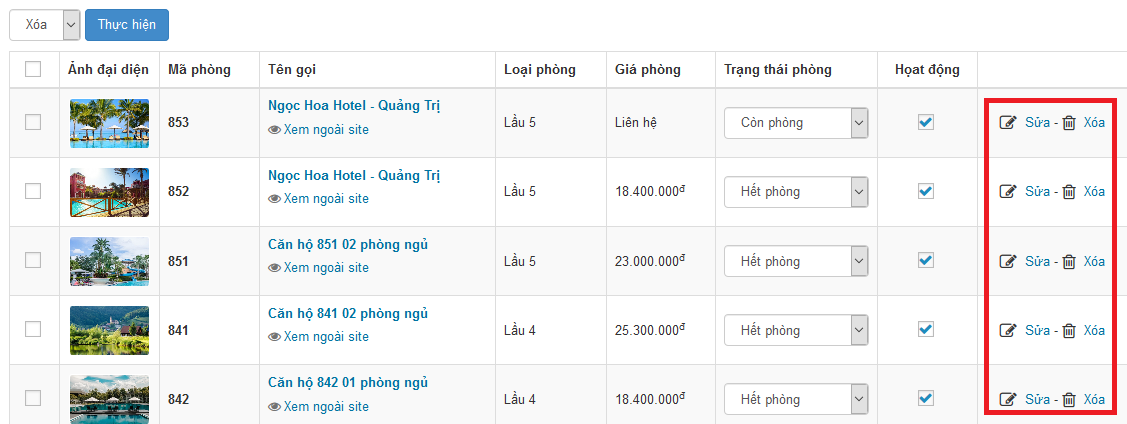 Xóa Thực hiện
Ảnh đại diện Mã phòng Tên gọi Loại phòng Giá phòng Trạng thái phòng Họat động
853 Ngọc Hoa Hotel - Quảng Trị Lầu 5 Liên hệ Còn phòng Sửa - Xóa
Xem ngoài site
852 Ngọc Hoa Hotel - Quảng Trị Lầu 5 18.400.000đ Hết phòng Sửa - Xóa
Xem ngoài site
851 Căn hộ 851 02 phòng ngủ Lầu 5 23.000.000đ Hết phòng Sửa - Xóa
Xem ngoài site
841 Căn hộ 841 02 phòng ngủ Lầu 4 25.300.000đ Hết phòng Sửa - Xóa
Xem ngoài site
842 Căn hộ 842 01 phòng ngủ Lầu 4 18.400.000đ Hết phòng Sửa - Xóa
Xem ngoài site